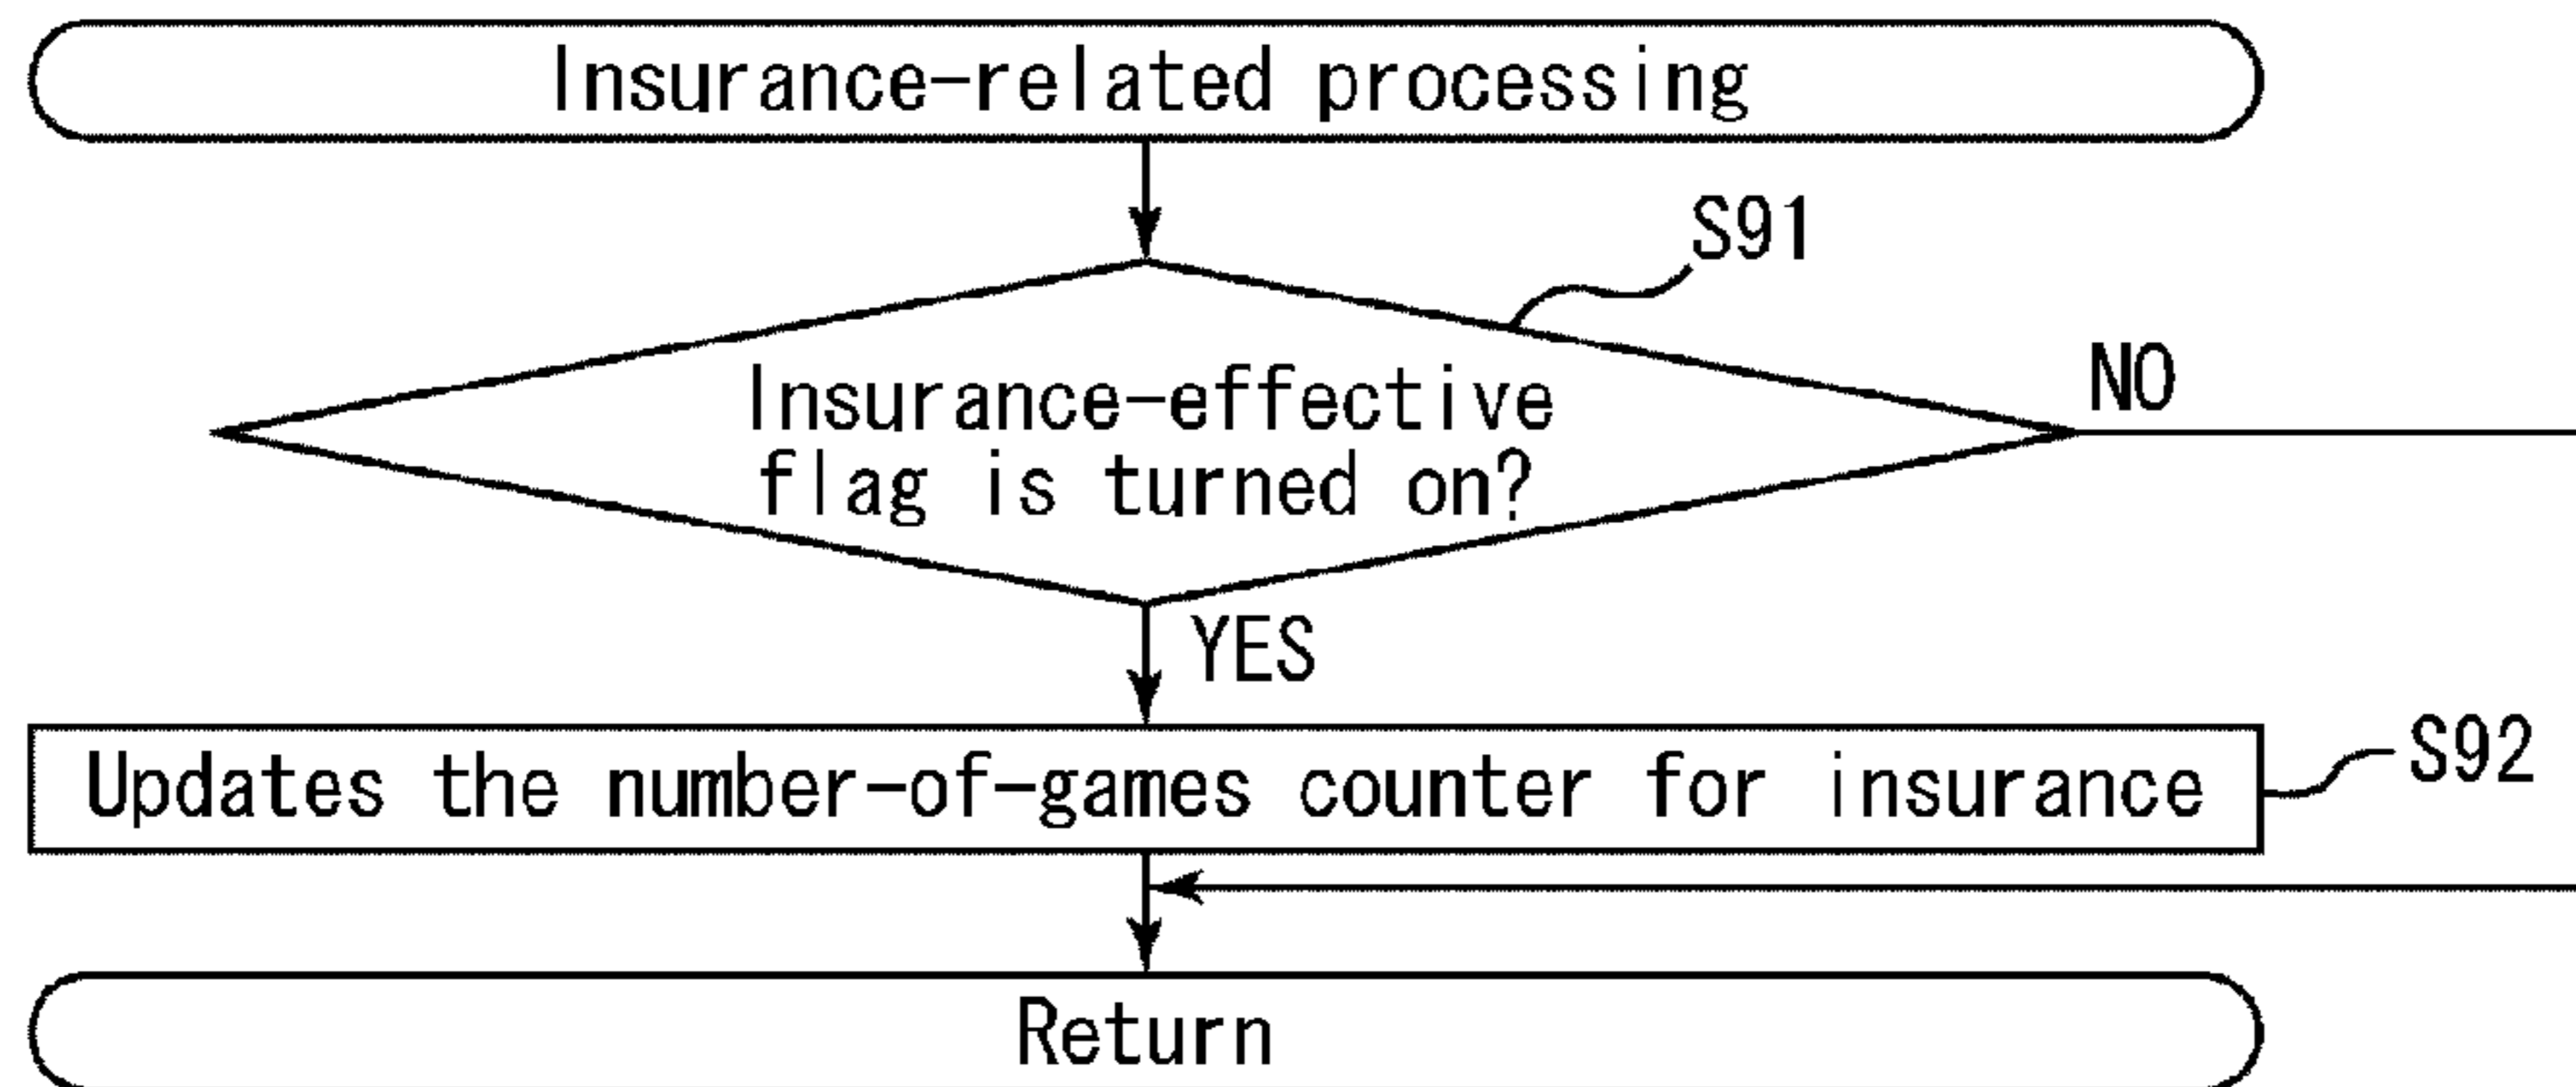 Insurance-related processing
S91
Insurance-effective
flag is turned on?
NO
YES
Updates the number-of-games counter for insurance
S92
Return